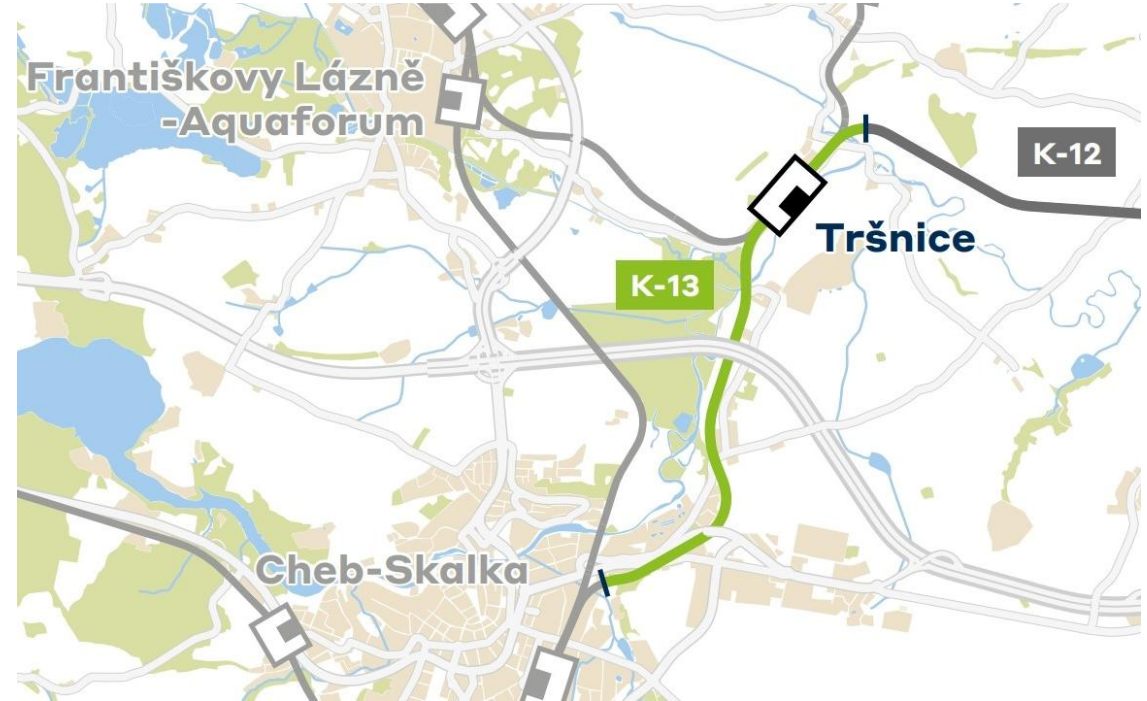 Františkovy Lázně
-Aquaforum
K-12
Tršnice
K-13
Cheb-Skalka